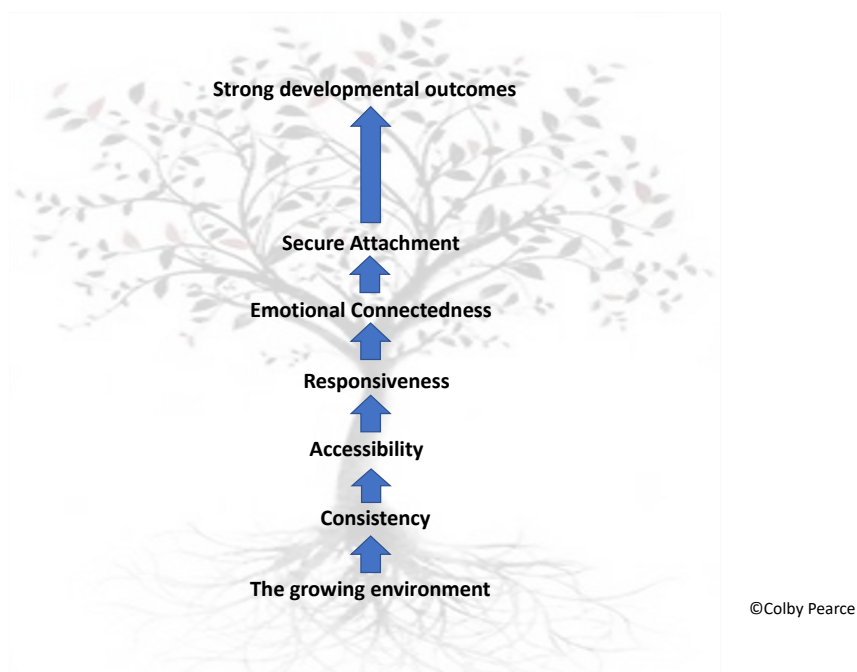 Strong developmental outcomes
Secure Attachment
Emotional Connectedness
Responsiveness
Accessibility
Consistency
The growing environment
©Colby Pearce